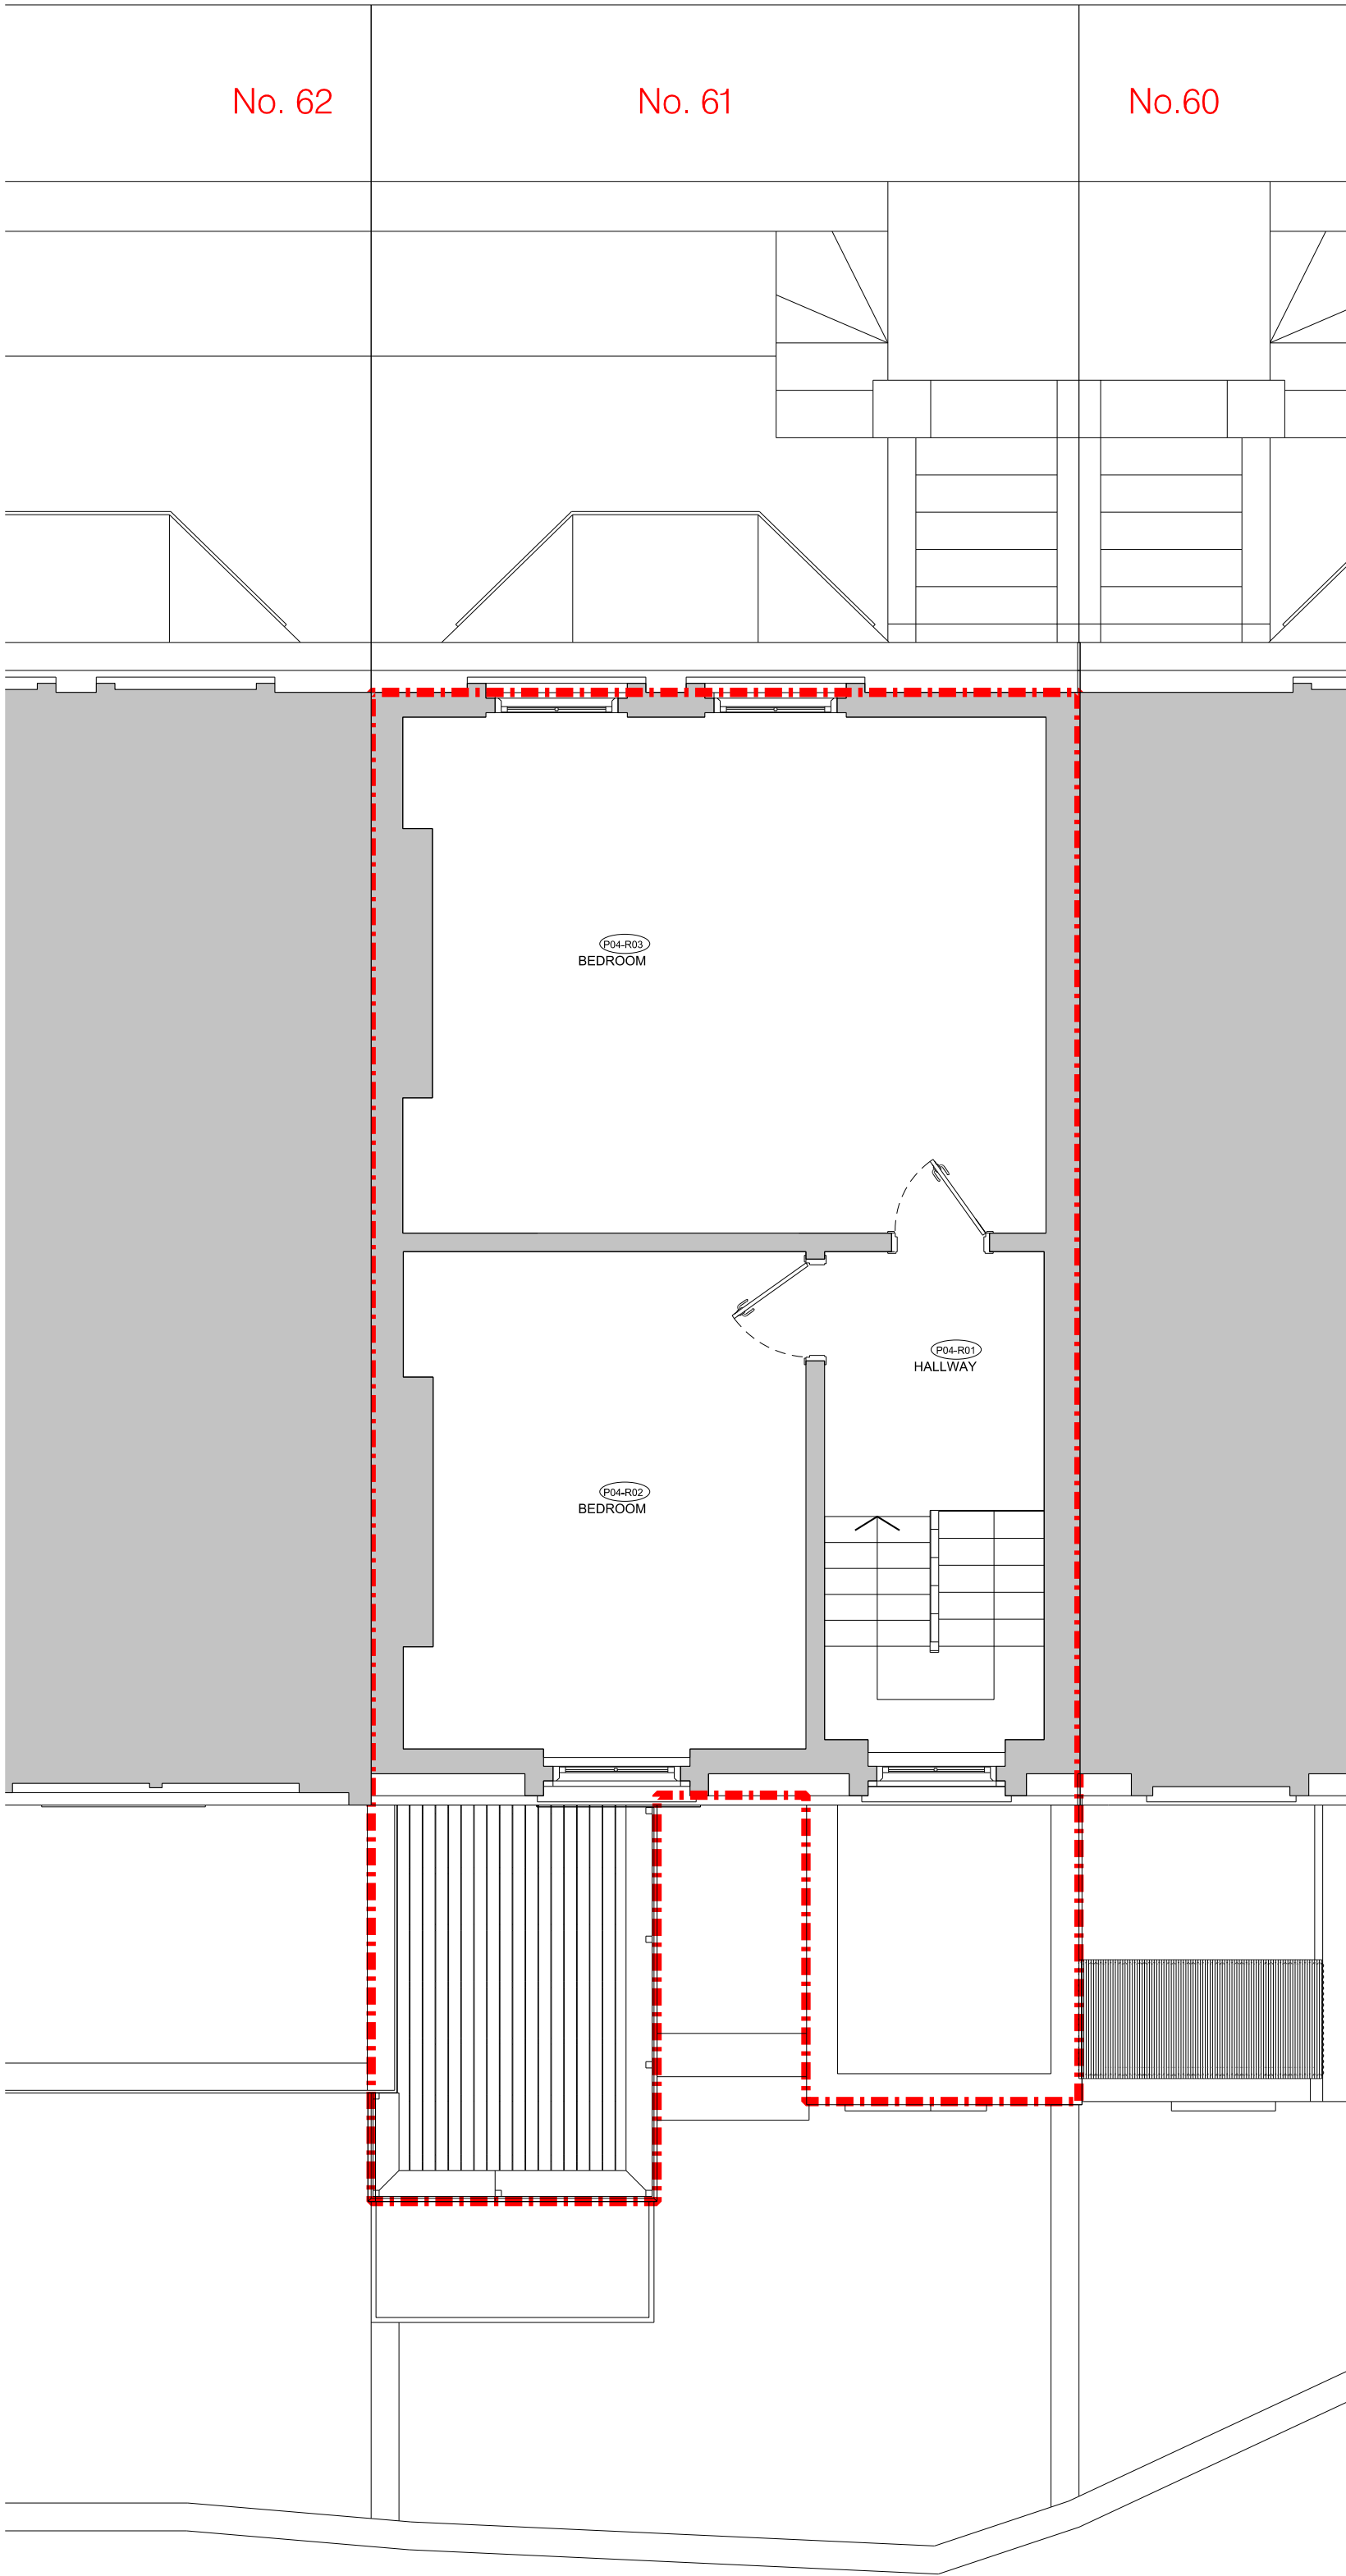 No. 62
No. 61
No.60
P04-R03
BEDROOM
P04-R01
HALLWAY
P04-R02
BEDROOM